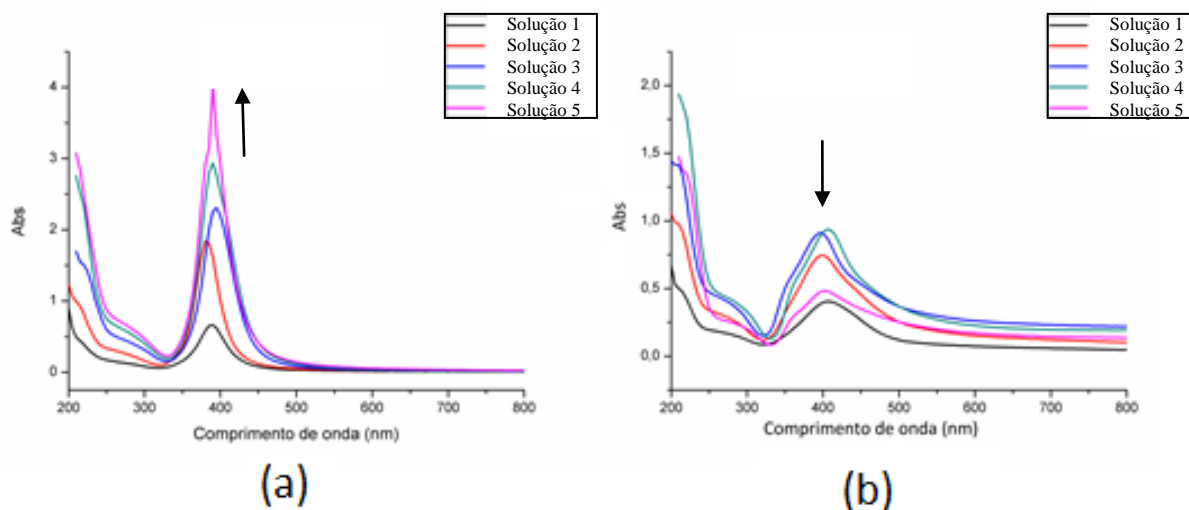 Solução 1
Solução 2
Solução 3
Solução 4
Solução 5
4
3
2
1
0
Abs
200 300 400 500 600 700 800
Comprimento de onda (nm)
(a)
Solução 1
Solução 2
Solução 3
Solução 4
Solução 5
2,0
1,5
1,0
0,5
0,0
Abs
200 300 400 500 600 700 800
Comprimento de onda (nm)
(b)